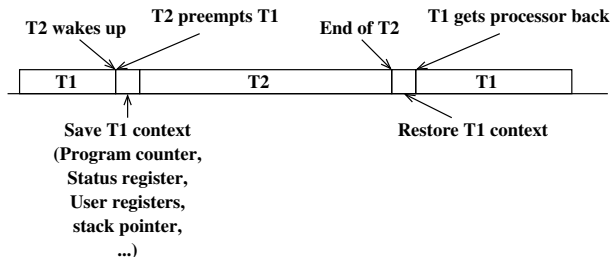 T2 wakes up
T2 preempts T1
End of T2
T1 gets processor back
T1
T2
T1
Save T1 context
(Program counter,
Status register,
User registers,
stack pointer,
...)
Restore T1 context